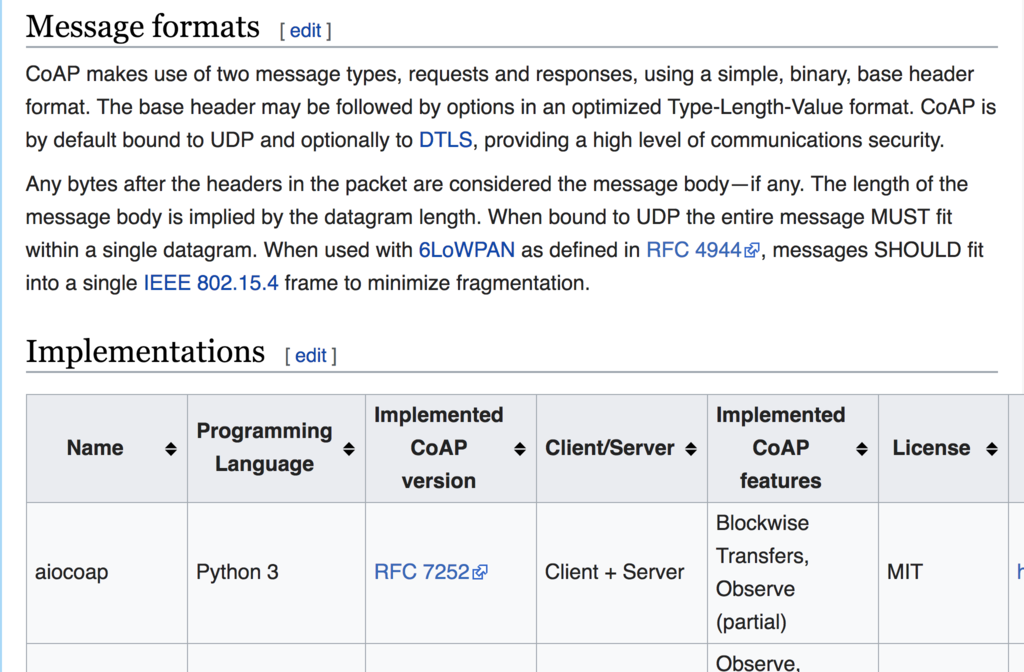 Message formats [ edit ]
CoAP makes use of two message types, requests and responses, using a simple, binary, base header
format. The base header may be followed by options in an optimized Type-Length-Value format. CoAP is
by default bound to UDP and optionally to DTLS, providing a high level of communications security.
Any bytes after the headers in the packet are considered the message body—if any. The length of the
message body is implied by the datagram length. When bound to UDP the entire message MUST fit
within a single datagram. When used with 6LoWPAN as defined in RFC 4944, messages SHOULD fit
into a single IEEE 802.15.4 frame to minimize fragmentation.
Implementations [ edit ]
Name
Programming
Language
Implemented
CoAP
version
Client/Server
Implemented
CoAP
features
License
aiocoap
Python 3
RFC 7252
Client + Server
Blockwise
Transfers,
Observe
(partial)
MIT
Observe,